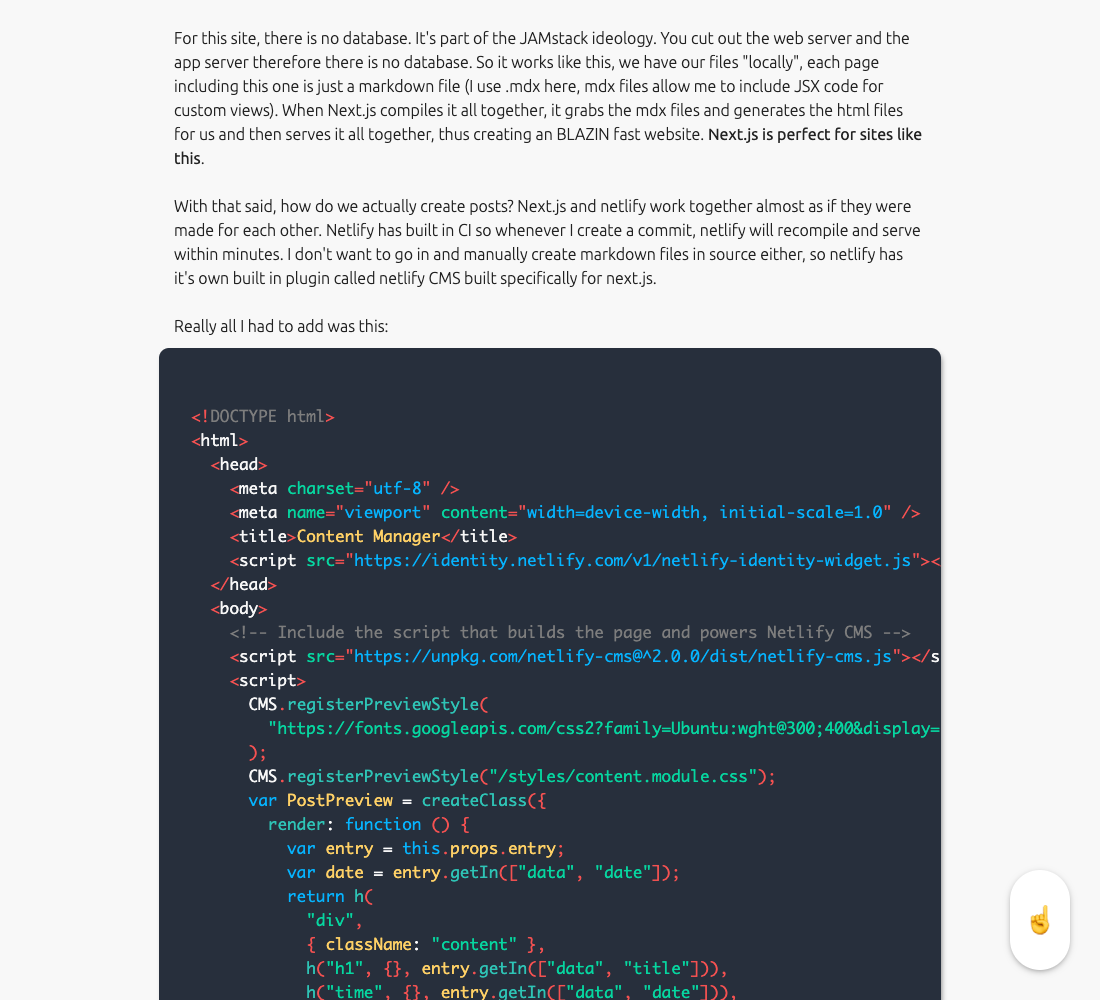 For this site, there is no database. It's part of the JAMstack ideology. You cut out the web server and the
app server therefore there is no database. So it works like this, we have our files "locally", each page
including this one is just a markdown file (I use .mdx here, mdx files allow me to include JSX code for
custom views). When Next.js compiles it all together, it grabs the mdx files and generates the html files
for us and then serves it all together, thus creating an BLAZIN fast website. Next.js is perfect for sites like
this.
With that said, how do we actually create posts? Next.js and netlify work together almost as if they were
made for each other. Netlify has built in CI so whenever I create a commit, netlify will recompile and serve
within minutes. I don't want to go in and manually create markdown files in source either, so netlify has
it's own built in plugin called netlify CMS built specifically for next.js.
Really all I had to add was this:
<!DOCTYPE html>
<html>
  <head>
    <meta charset="utf-8" />
    <meta name="viewport" content="width=device-width, initial-scale=1.0" />
    <title>Content Manager</title>
    <script src="https://identity.netlify.com/v1/netlify-identity-widget.js"><
  </head>
  <body>
    <!-- Include the script that builds the page and powers Netlify CMS -->
    <script src="https://unpkg.com/netlify-cms@^2.0.0/dist/netlify-cms.js"></s
    <script>
      CMS.registerPreviewStyle(
        "https://fonts.googleapis.com/css2?family=Ubuntu:wght@300;400&display=
      );
      CMS.registerPreviewStyle("/styles/content.module.css");
      var PostPreview = createClass({
        render: function () {
          var entry = this.props.entry;
          var date = entry.getIn(["data", "date"]);
          return h(
            "div",
            { className: "content" },
            h("h1", {}, entry.getIn(["data", "title"])),
            h("time", {}, entry.getIn(["data", "date"])),